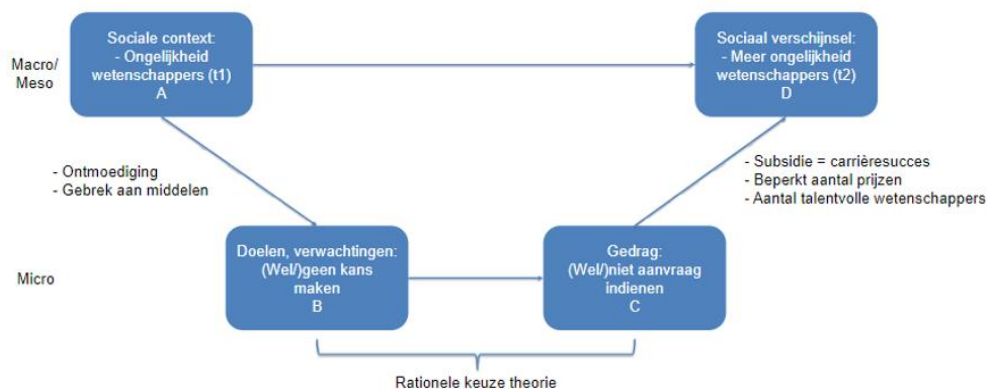 Sociale context:
- Ongelijkheid
wetenschappers (t1)
A
Sociaal verschijnsel:
- Meer ongelijkheid
wetenschappers (t2)
D
Macro/
Meso
- Ontmoediging
- Gebrek aan middelen
- Subsidie = carrièresucces
- Beperkt aantal prijzen
- Aantal talentvolle wetenschappers
Micro
Doelen, verwachtingen:
(Wel/)geen kans
maken
B
Gedrag:
(Wel/)niet aanvraag
indienen
C
Rationele keuze theorie